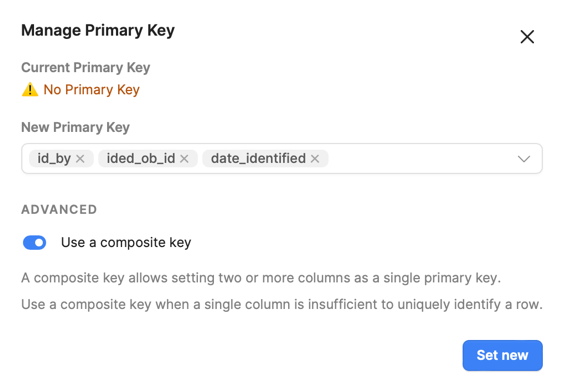 Manage Primary Key
Current Primary Key
No Primary Key
New Primary Key
id_by
ided_ob_id
date_identified
ADVANCED
Use a composite key
A composite key allows setting two or more columns as a single primary key.
Use a composite key when a single column is insufficient to uniquely identify a row.
Set new